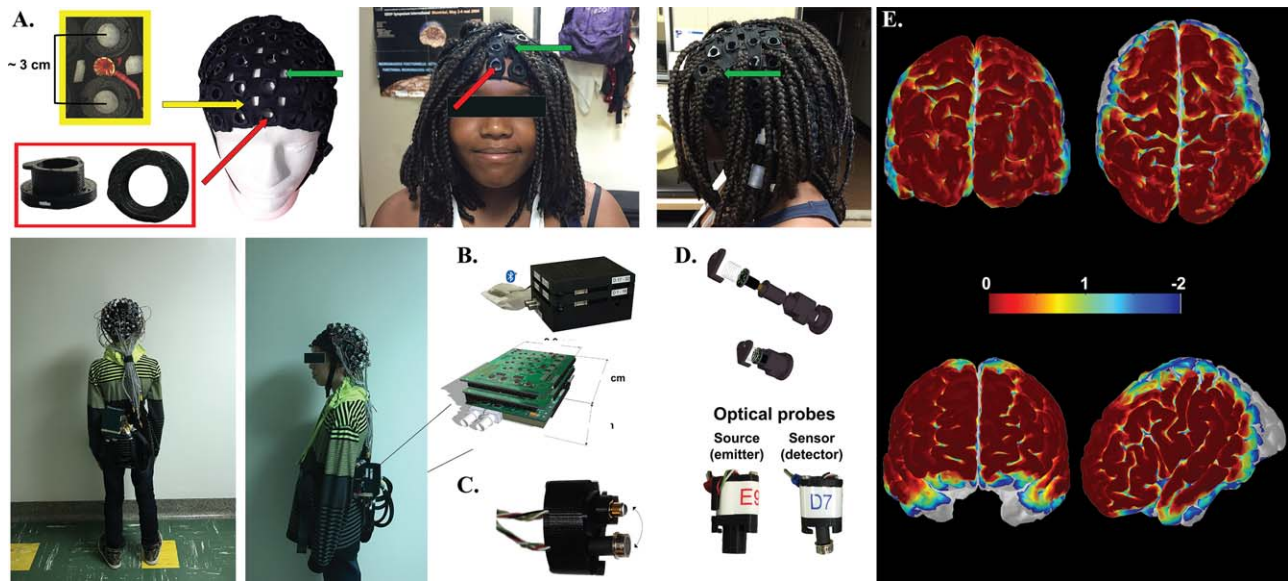 A.
~ 3 cm
B.
cm
C.
D.
Optical probes
Source
(emitter)
Sensor
(detector)
E9
D7
E.
0
1
-2